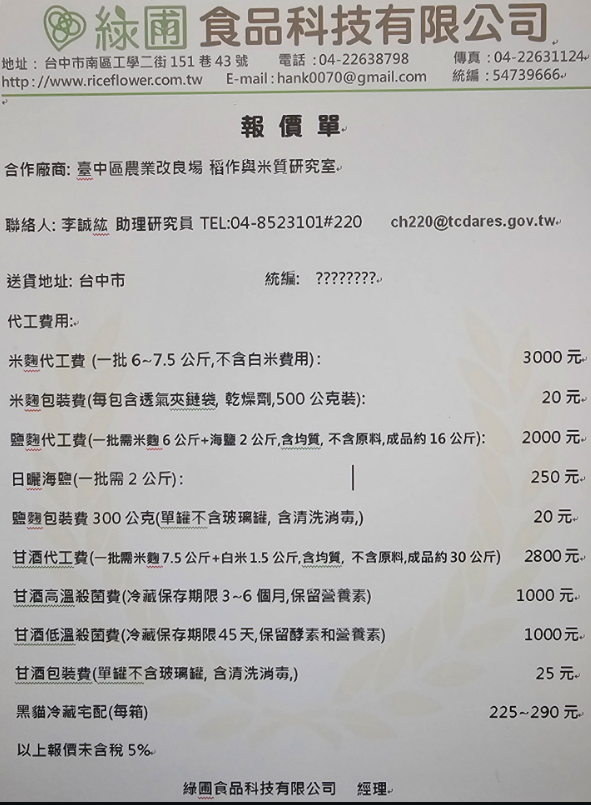 綠圃食品科技有限公司
地址：台中市南區工學二街 151 巷 43 號 電話：04-22638798 傳真：04-22631124
http://www.riceflower.com.tw E-mail:hank0070@gmail.com 統編：54739666
報 價 單
合作廠商: 臺中區農業改良場 稻作與米質研究室
聯絡人: 李誠紘 助理研究員 TEL:04-8523101#220 ch220@tcdares.gov.tw
送貨地址: 台中市 統編: ????????
代工費用:
米麴代工費 (一批 6~7.5 公斤,不含白米費用): 3000 元
米麴包裝費(每包含透氣夾鏈袋, 乾燥劑,500 公克裝): 20 元
鹽麴代工費(一批需米麴 6 公斤+海鹽 2 公斤,含均質, 不含原料,成品約 16 公斤): 2000 元
日曬海鹽(一批需 2 公斤): 250 元
鹽麴包裝費 300 公克(單罐不含玻璃罐, 含清洗消毒,) 20 元
甘酒代工費(一批需米麴 7.5 公斤+白米 1.5 公斤,含均質, 不含原料,成品約 30 公斤) 2800 元
甘酒高溫殺菌費(冷藏保存期限 3~6 個月,保留營養素) 1000 元
甘酒低溫殺菌費(冷藏保存期限 45 天,保留酵素和營養素) 1000 元
甘酒包裝費(單罐不含玻璃罐, 含清洗消毒,) 25 元
黑貓冷藏宅配(每箱) 225~290 元
以上報價未含稅 5%
綠圃食品科技有限公司 經理